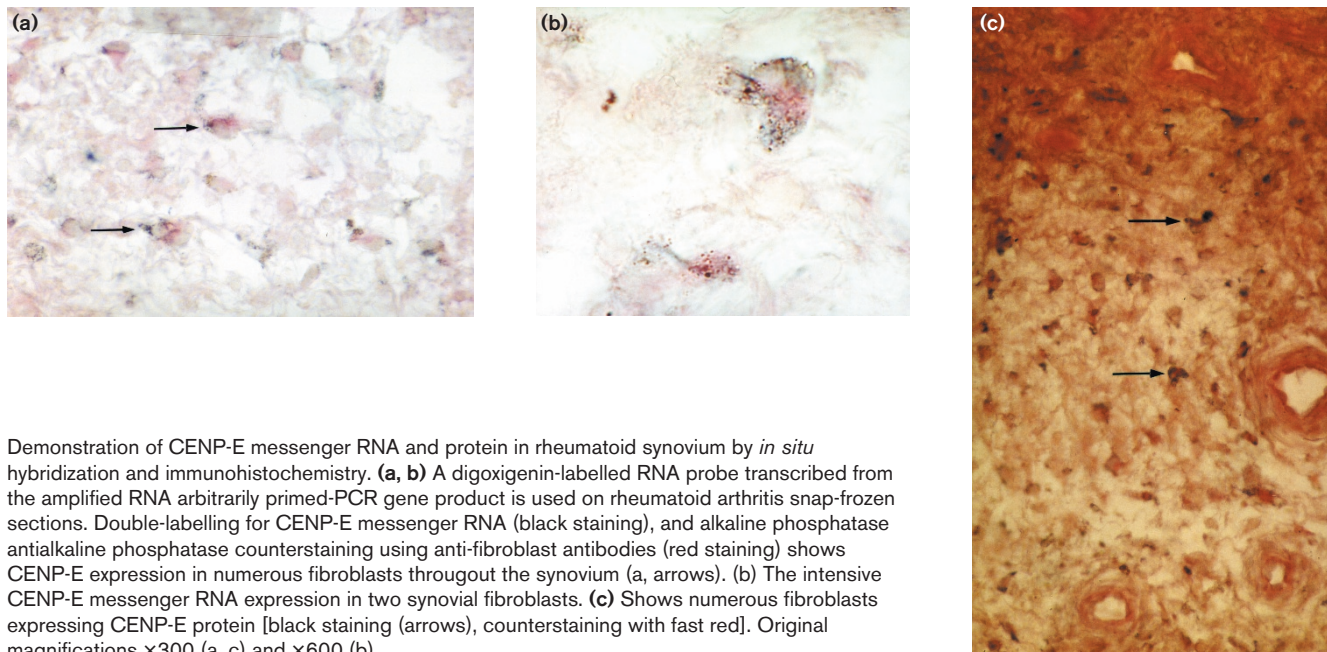 (a)
(b)
(c)
Demonstration of CENP-E messenger RNA and protein in rheumatoid synovium by in situ
hybridization and immunohistochemistry. (a, b) A digoxigenin-labelled RNA probe transcribed from
the amplified RNA arbitrarily primed-PCR gene product is used on rheumatoid arthritis snap-frozen
sections. Double-labelling for CENP-E messenger RNA (black staining), and alkaline phosphatase
antialkaline phosphatase counterstaining using anti-fibroblast antibodies (red staining) shows
CENP-E expression in numerous fibroblasts througout the synovium (a, arrows). (b) The intensive
CENP-E messenger RNA expression in two synovial fibroblasts. (c) Shows numerous fibroblasts
expressing CENP-E protein [black staining (arrows), counterstaining with fast red]. Original
magnifications ×300 (a, c) and ×600 (b)